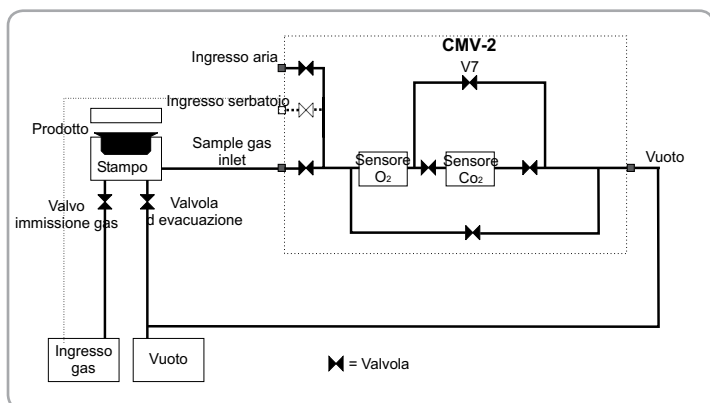 CMV-2
Ingresso aria
V7
Ingresso serbatoio
Prodotto
Sample gas
inlet
Sensore
O₂
Sensore
Co₂
Vuoto
Stampo
Valvo
immissione gas
Valvola
d evacuazione
Ingresso
gas
Vuoto
= Valvola